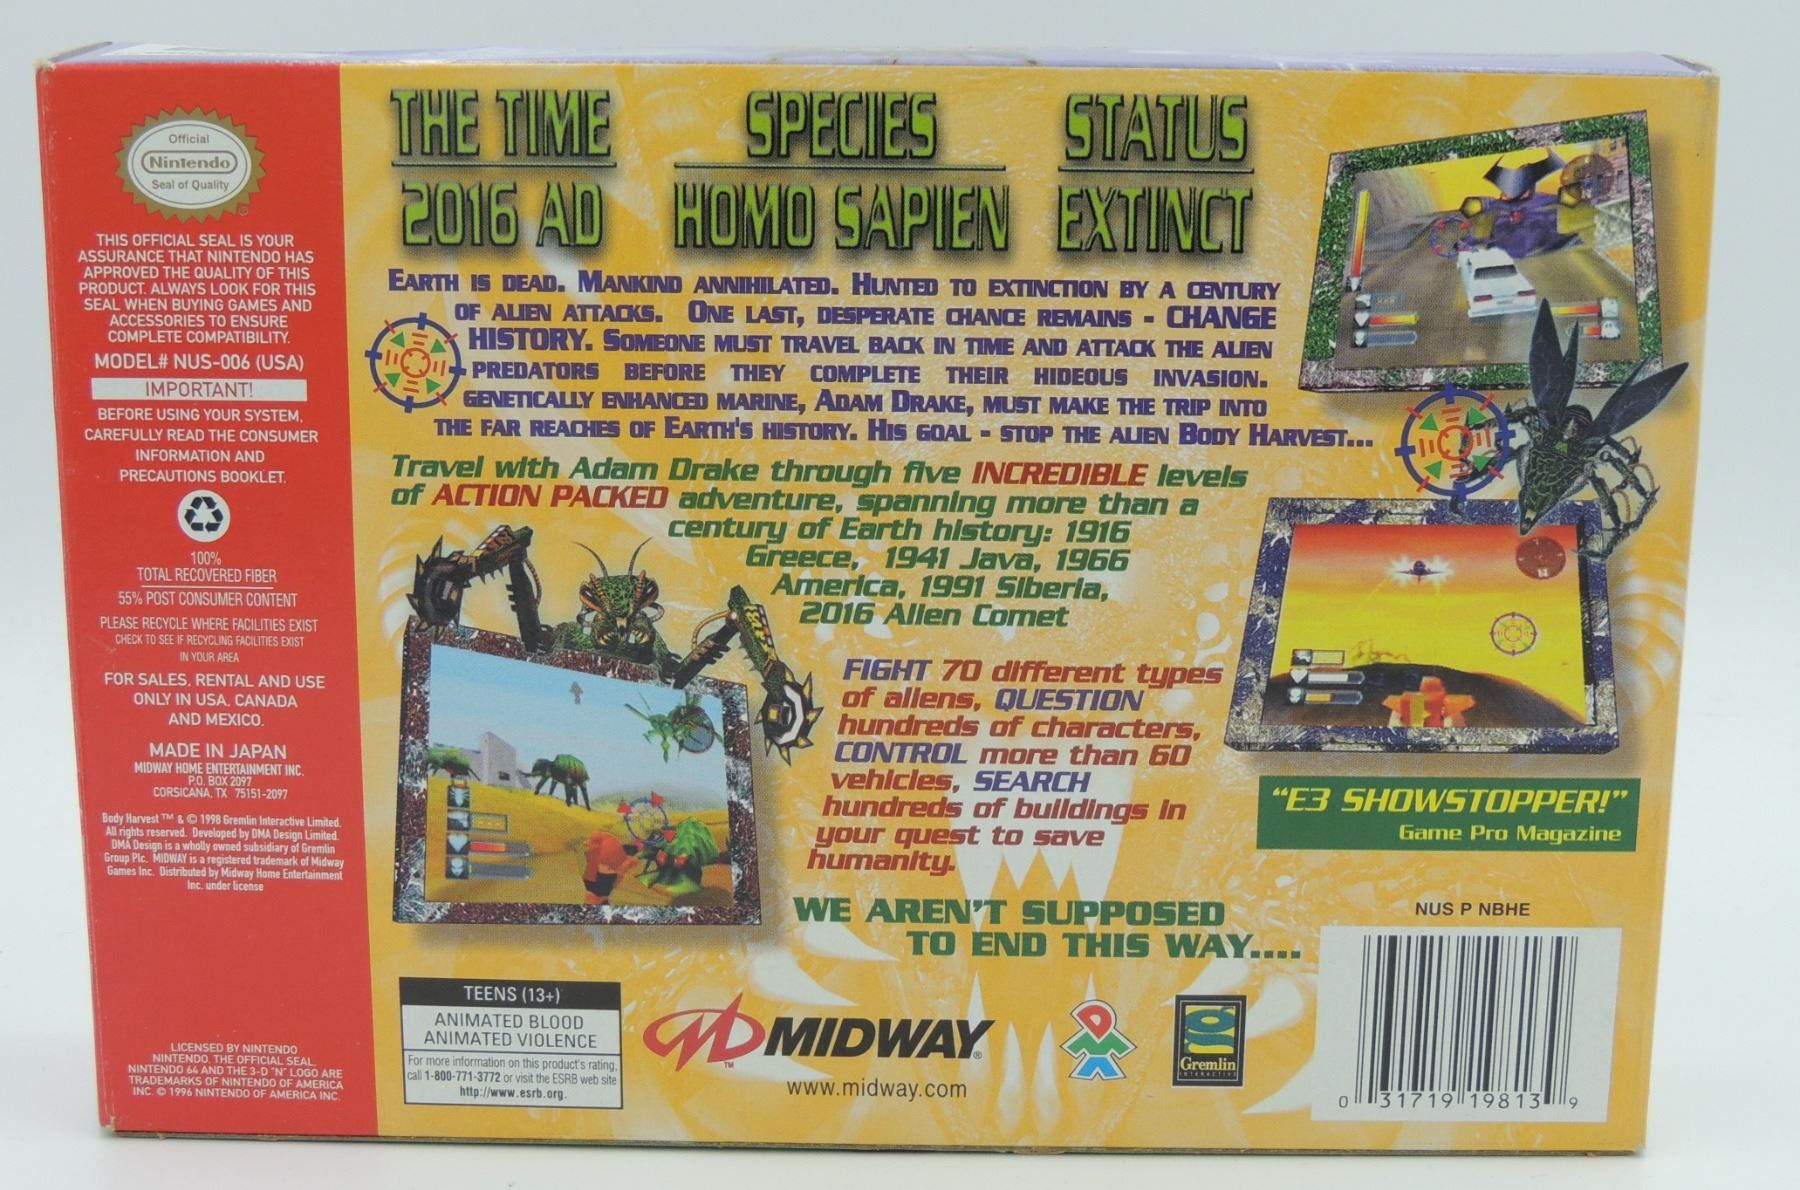 Official
Nintendo
Seal of Quality
THIS OFFICIAL SEAL IS YOUR
ASSURANCE THAT NINTENDO HAS
APPROVED THE QUALITY OF THIS
PRODUCT. ALWAYS LOOK FOR THIS
SEAL WHEN BUYING GAMES AND
ACCESSORIES TO ENSURE
COMPLETE COMPATIBILITY.
MODEL# NUS-006 (USA)
IMPORTANT!
BEFORE USING YOUR SYSTEM,
CAREFULLY READ THE CONSUMER
INFORMATION AND
PRECAUTIONS BOOKLET.
100%
TOTAL RECOVERED FIBER
55% POST CONSUMER CONTENT
PLEASE RECYCLE WHERE FACILITIES EXIST
CHECK TO SEE IF RECYCLING FACILITIES EXIST
IN YOUR AREA
FOR SALES, RENTAL AND USE
ONLY IN USA, CANADA
AND MEXICO.
MADE IN JAPAN
MIDWAY HOME ENTERTAINMENT INC.
P.O. BOX 2097
CORSICANA, TX 75151-2097
Body Harvest ™ & © 1998 Gremlin Interactive Limited.
All rights reserved. Developed by DMA Design Limited.
DMA Design is a wholly owned subsidiary of Gremlin
Group Plc. MIDWAY is a registered trademark of Midway
Games Inc. Distributed by Midway Home Entertainment
Inc. under license
LICENSED BY NINTENDO
NINTENDO, THE OFFICIAL SEAL,
NINTENDO 64 AND THE 3-D "N" LOGO ARE
TRADEMARKS OF NINTENDO OF AMERICA
INC. © 1996 NINTENDO OF AMERICA INC.
THE TIME
2016 AD
SPECIES
HOMO SAPIEN
STATUS
EXTINCT
EARTH IS DEAD. MANKIND ANNIHILATED. HUNTED TO EXTINCTION BY A CENTURY
OF ALIEN ATTACKS. ONE LAST, DESPERATE CHANCE REMAINS - CHANGE
HISTORY. SOMEONE MUST TRAVEL BACK IN TIME AND ATTACK THE ALIEN
PREDATORS BEFORE THEY COMPLETE THEIR HIDEOUS INVASION.
GENETICALLY ENHANCED MARINE, ADAM DRAKE, MUST MAKE THE TRIP INTO
THE FAR REACHES OF EARTH'S HISTORY. HIS GOAL - STOP THE ALIEN BODY HARVEST...
Travel with Adam Drake through five INCREDIBLE levels
of ACTION PACKED adventure, spanning more than a
century of Earth history: 1916
Greece, 1941 Java, 1966
America, 1991 Siberia,
2016 Alien Comet
FIGHT 70 different types
of aliens, QUESTION
hundreds of characters,
CONTROL more than 60
vehicles, SEARCH
hundreds of buildings in
your quest to save
humanity.
"E3 SHOWSTOPPER!"
Game Pro Magazine
WE AREN'T SUPPOSED
TO END THIS WAY....
NUS P NBHE
0 31719 19813 9
TEENS (13+)
ANIMATED BLOOD
ANIMATED VIOLENCE
For more information on this product's rating,
call 1-800-771-3772 or visit the ESRB web site
http://www.esrb.org.
MIDWAY®
TM
www.midway.com
DMA
Gremlin
INTERACTIVE